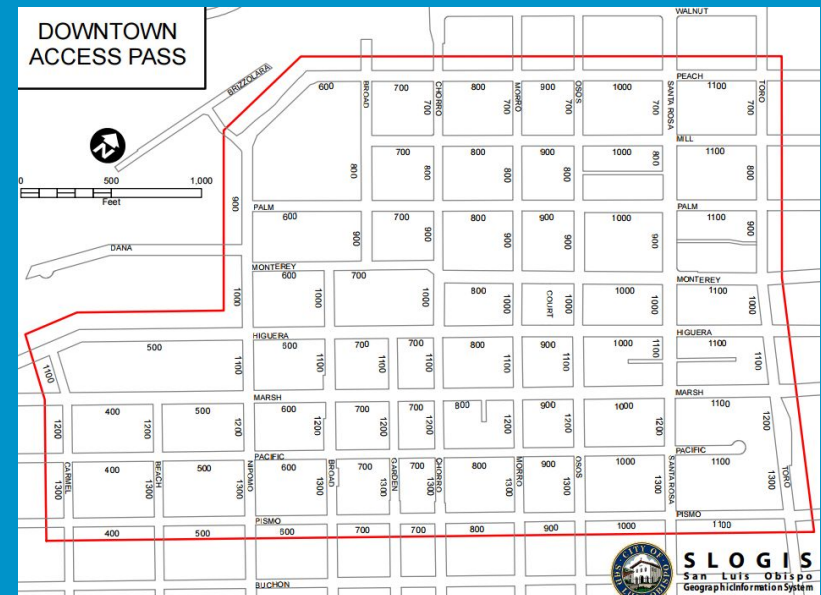 DOWNTOWN
ACCESS PASS
WALNUT
BRIZZOLARA
600
BROAD
700
CHORRO
800
MORRO
900
OSOS
1000
SANTA ROSA
PEACH
1100
TORO
700
700
700
700
MILL
N
0 500 1,000
Feet
700 800 900 1000 1100
800
800
800
800
800
800
900
PALM
600 700 800 900 1000 1100
900
900
900
900
900
DANA
MONTEREY
600 700 800 1000
MONTEREY
1100
1000
1000
1000
1000
COURT
1000
1000
1000
HIGUERA
500 500 700 700 800 900 1000
HIGUERA
1100
1100
1100
1100
1100
1100
1100
1100
1100
MARSH
400 500 600 700 700 800 900 1000
MARSH
1100
1200
1200
1200
1200
1200
1200
1200
1200
1200
1200
PACIFIC
400 500 600 700 700 800 900 1000
PACIFIC
1100
CARMEL
1300
BEACH
1300
NIPOMO
1300
BROAD
1300
GARDEN
1300
CHORRO
1300
MORRO
1300
OSOS
SANTA ROSA
1300
TORO
1300
PISMO
400 500 600 700 700 800 900 1000
PISMO
1100
BUCHON
CITY OF
SAN LUIS OBISPO
SLOGIS
San Luis Obispo
Geographic Information System